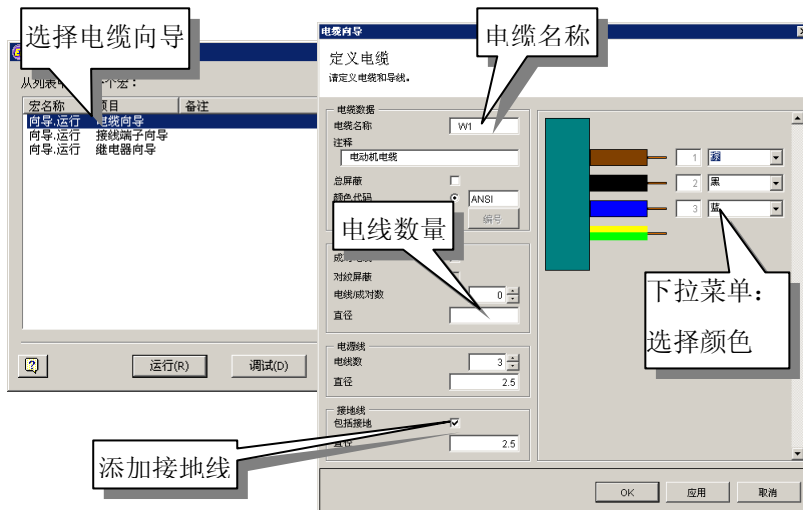 选择电缆向导
从列表中
个宏：
宏名称 项目 备注
向导.运行 电缆向导
向导.运行 接线端子向导
向导.运行 继电器向导
运行(R) 调试(D)
添加接地线
电缆向导
电缆名称
定义电缆
请定义电缆和导线。
电缆数据
电缆名称 W1
注释
电动机电缆
总屏蔽
颜色代码 ANSI
编号
电线数量
对绞屏蔽
电线/成对数 0
直径
电源线
电线数 3
直径 2.5
接地线
包括接地
直径 2.5
1
2 黑
3 蓝
下拉菜单：
选择颜色
OK 应用 取消